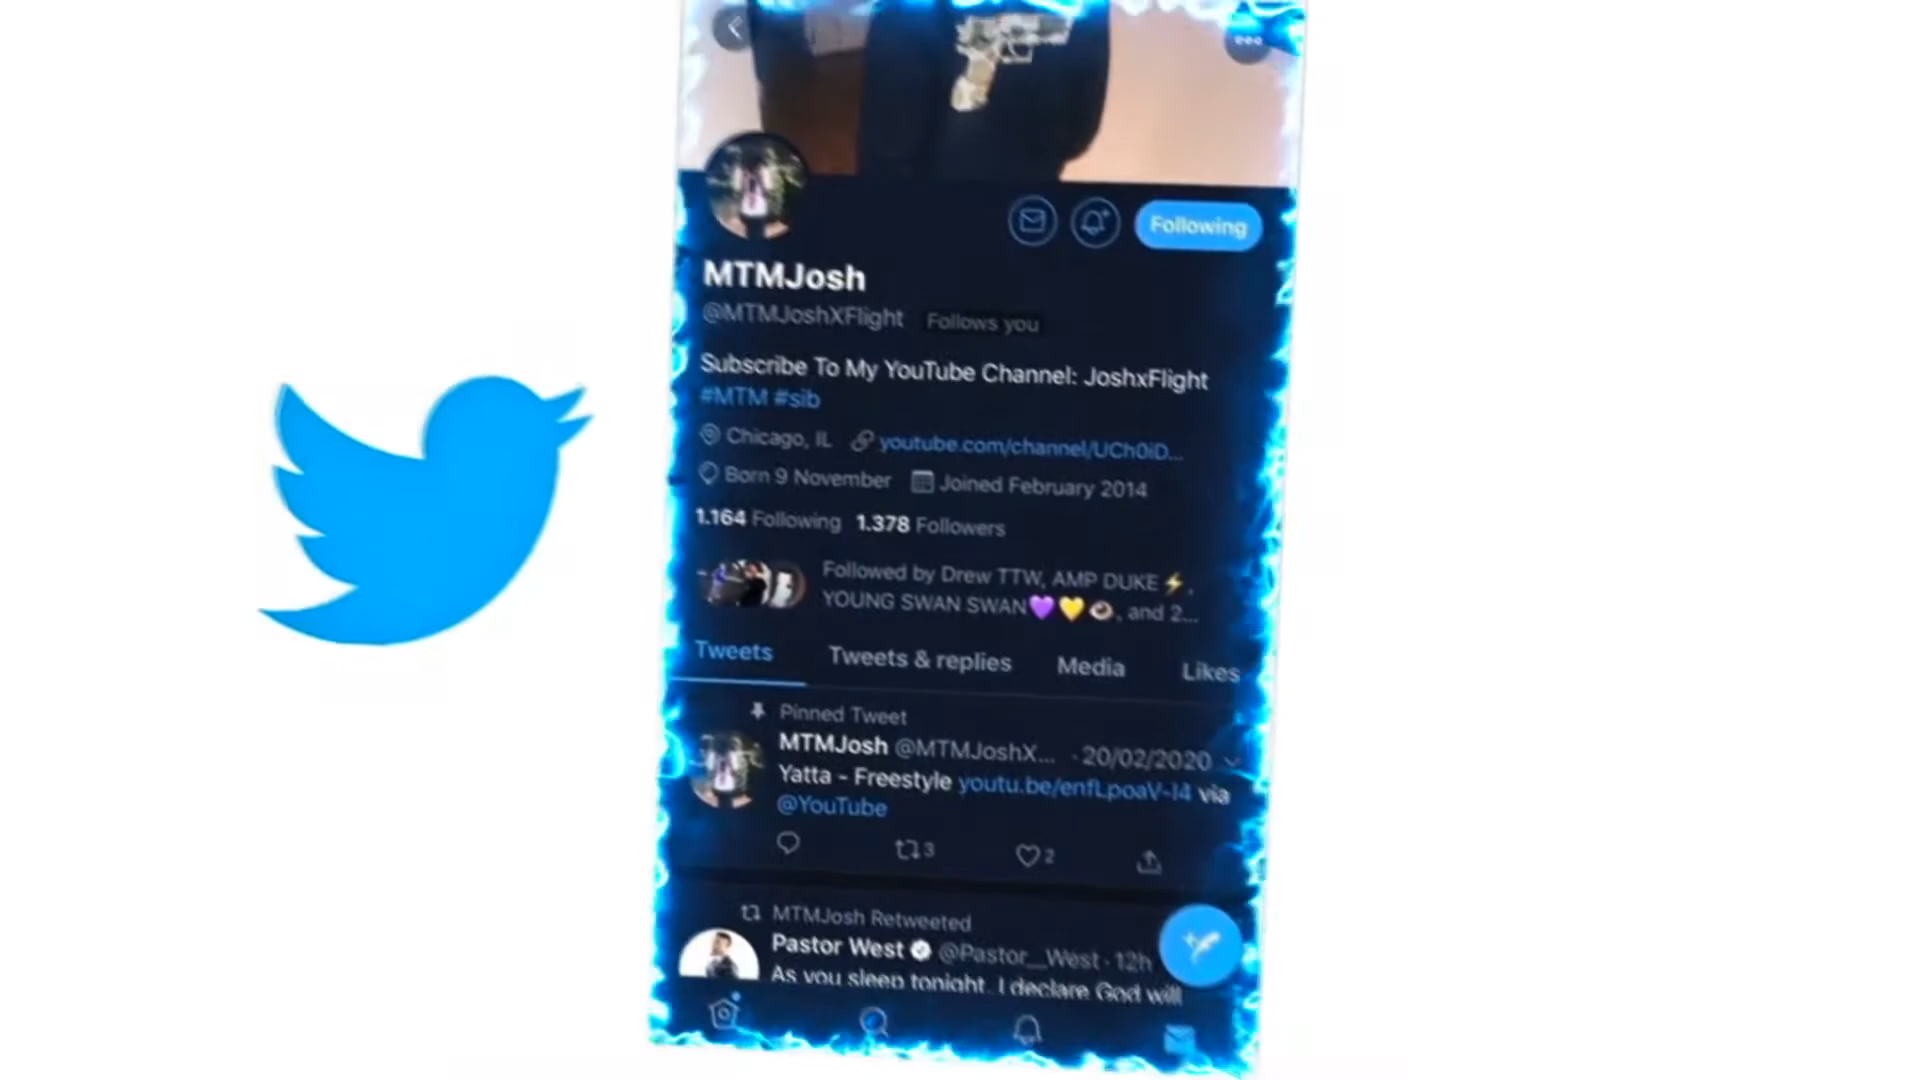 Following
MTMJosh
@MTMJoshXFlight Follows you
Subscribe To My YouTube Channel: JoshxFlight
#MTM #sib
Chicago, IL youtube.com/channel/UCh0iD...
Born 9 November Joined February 2014
1.164 Following 1.378 Followers
Followed by Drew TTW, AMP DUKE⚡,
YOUNG SWAN SWAN💜💛👁, and 2...
Tweets Tweets & replies Media Likes
Pinned Tweet
MTMJosh @MTMJoshX... · 20/02/2020
Yatta - Freestyle youtu.be/enfLpoaV-I4 via
@YouTube
3 2
MTMJosh Retweeted
Pastor West @Pastor__West · 12h
As you sleep tonight, I declare God will